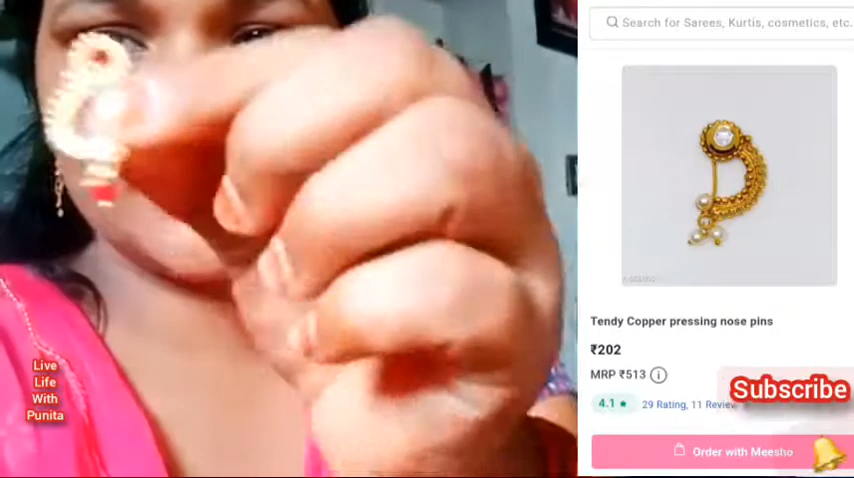 Live
Life
With
Punita
Search for Sarees, Kurtis, cosmetics, etc.
Tendy Copper pressing nose pins
₹202
MRP ₹513
4.1 ★ 29 Rating, 11 Review
Subscribe
Order with Meesho